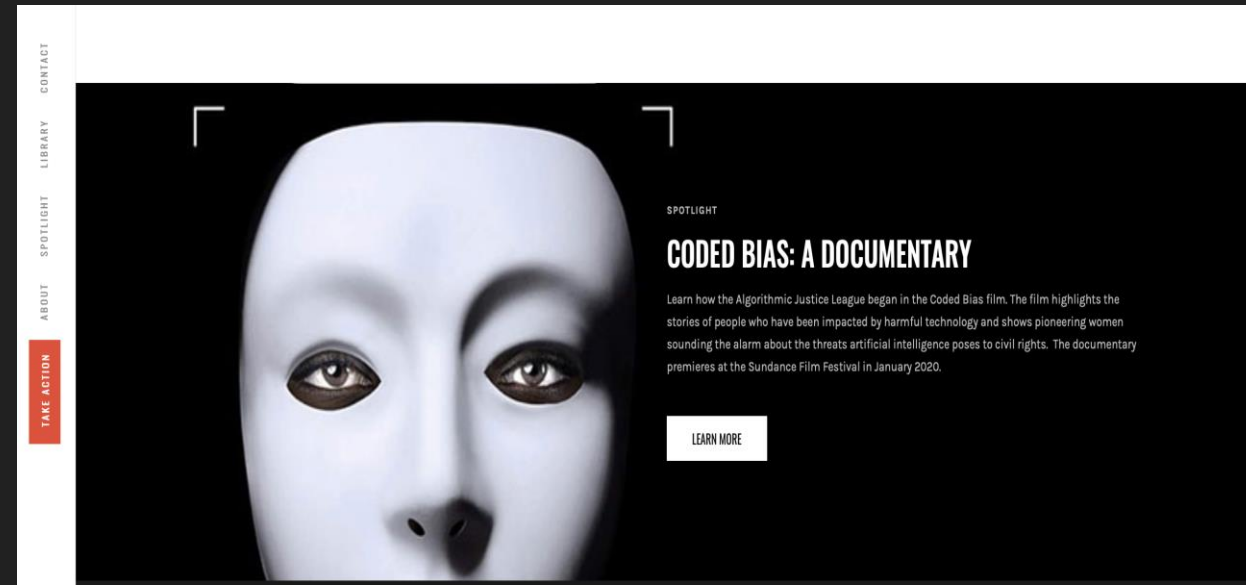 CONTACT
LIBRARY
SPOTLIGHT
ABOUT
TAKE ACTION
SPOTLIGHT
CODED BIAS: A DOCUMENTARY
Learn how the Algorithmic Justice League began in the Coded Bias film. The film highlights the
stories of people who have been impacted by harmful technology and shows pioneering women
sounding the alarm about the threats artificial intelligence poses to civil rights.  The documentary
premieres at the Sundance Film Festival in January 2020.
LEARN MORE